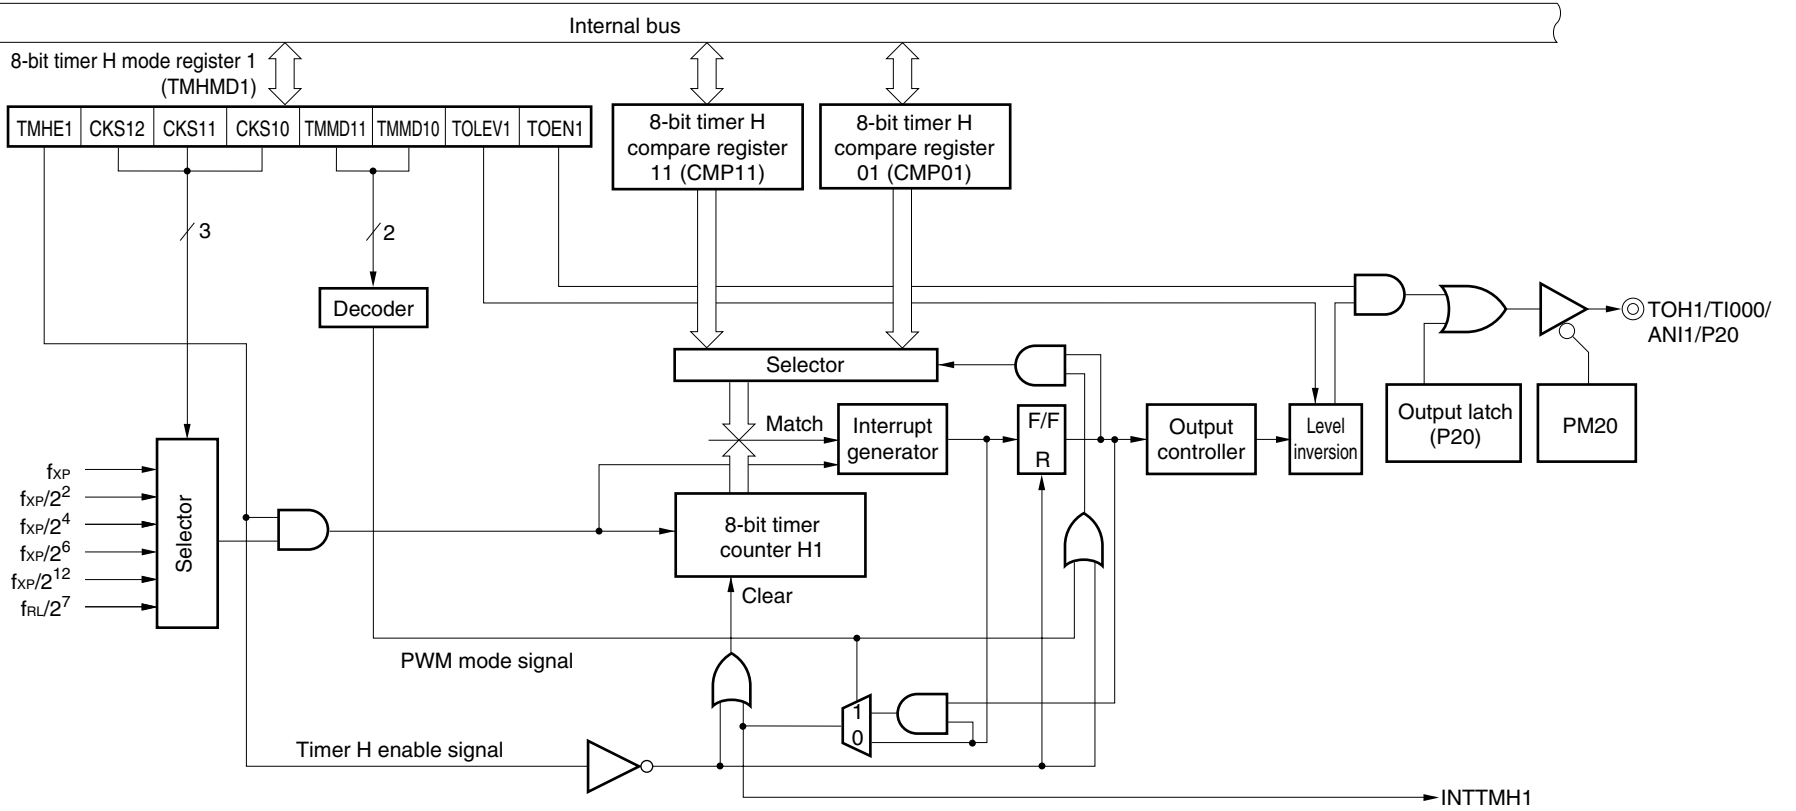 Internal bus
8-bit timer H mode register 1
(TMHMD1)
TMHE1 CKS12 CKS11 CKS10 TMMD11 TMMD10 TOLEV1 TOEN1
8-bit timer H
compare register
11 (CMP11)
8-bit timer H
compare register
01 (CMP01)
3
2
Decoder
TOH1/TI000/
ANI1/P20
Selector
Match
Interrupt
generator
F/F
R
Output
controller
Level
inversion
Output latch
(P20)
PM20
fXP
fXP/2^2
fXP/2^4
fXP/2^6
fXP/2^12
fRL/2^7
Selector
8-bit timer
counter H1
Clear
PWM mode signal
1
0
Timer H enable signal
INTTMH1